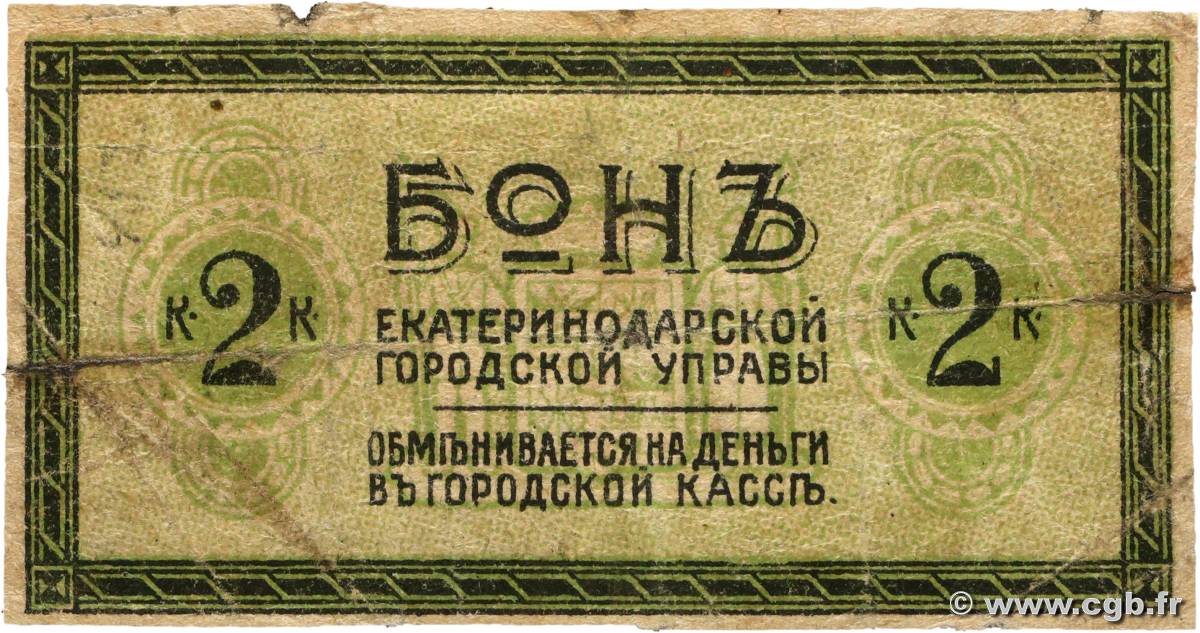 БОНЪ
К. 2 К.
ЕКАТЕРИНОДАРСКОЙ
К. 2 К.
ГОРОДСКОЙ УПРАВЫ
ОБМѢНИВАЕТСЯ НА ДЕНЬГИ
ВЪ ГОРОДСКОЙ КАССѢ.
© www.cgb.fr